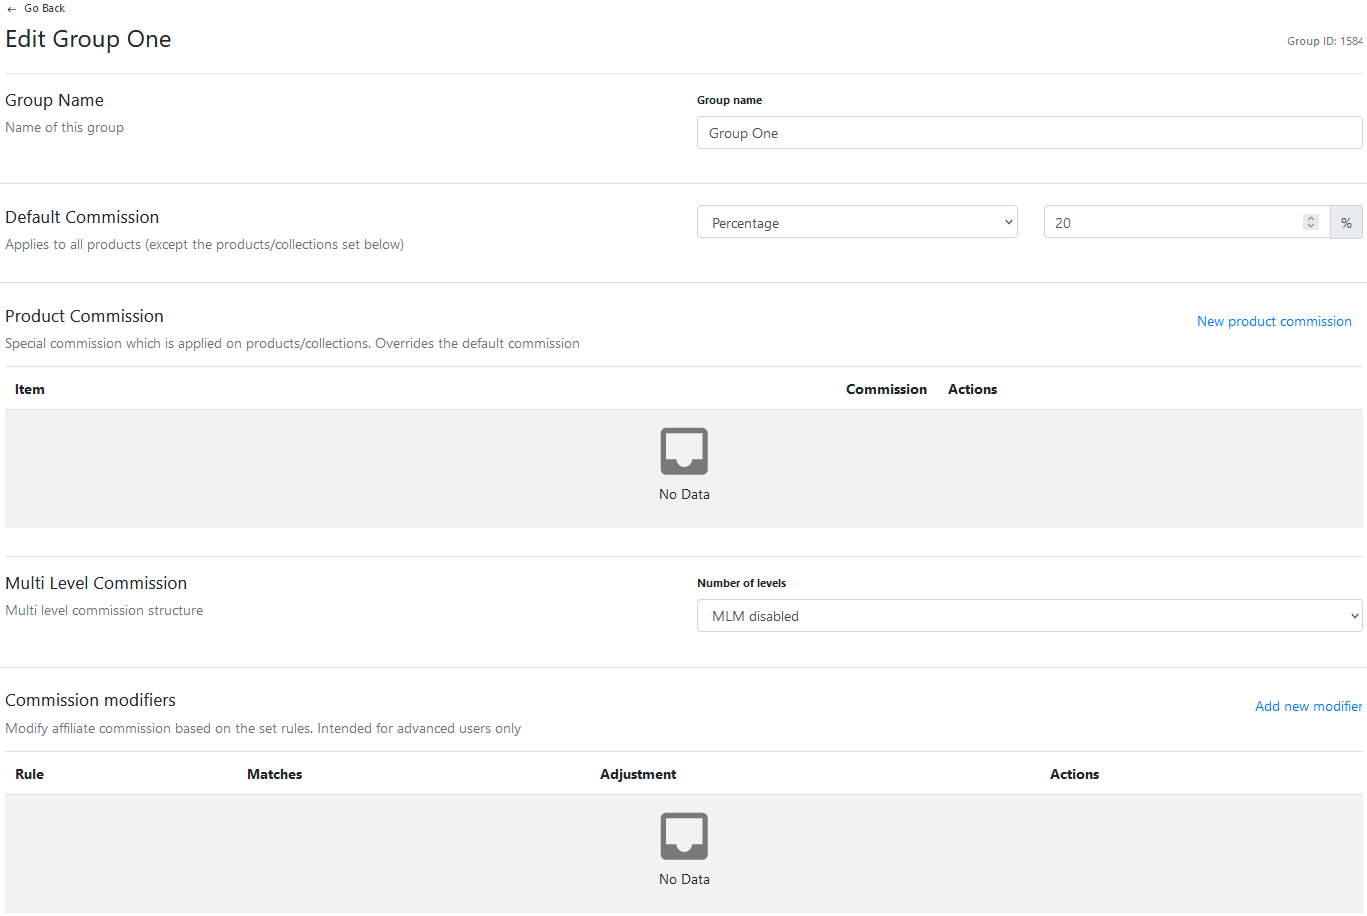 ← Go Back
Edit Group One
Group ID: 1584
Group Name
Name of this group
Group name
Group One
Default Commission
Applies to all products (except the products/collections set below)
Percentage
20
%
Product Commission
Special commission which is applied on products/collections. Overrides the default commission
New product commission
Item Commission Actions
No Data
Multi Level Commission
Multi level commission structure
Number of levels
MLM disabled
Commission modifiers
Modify affiliate commission based on the set rules. Intended for advanced users only
Add new modifier
Rule Matches Adjustment Actions
No Data